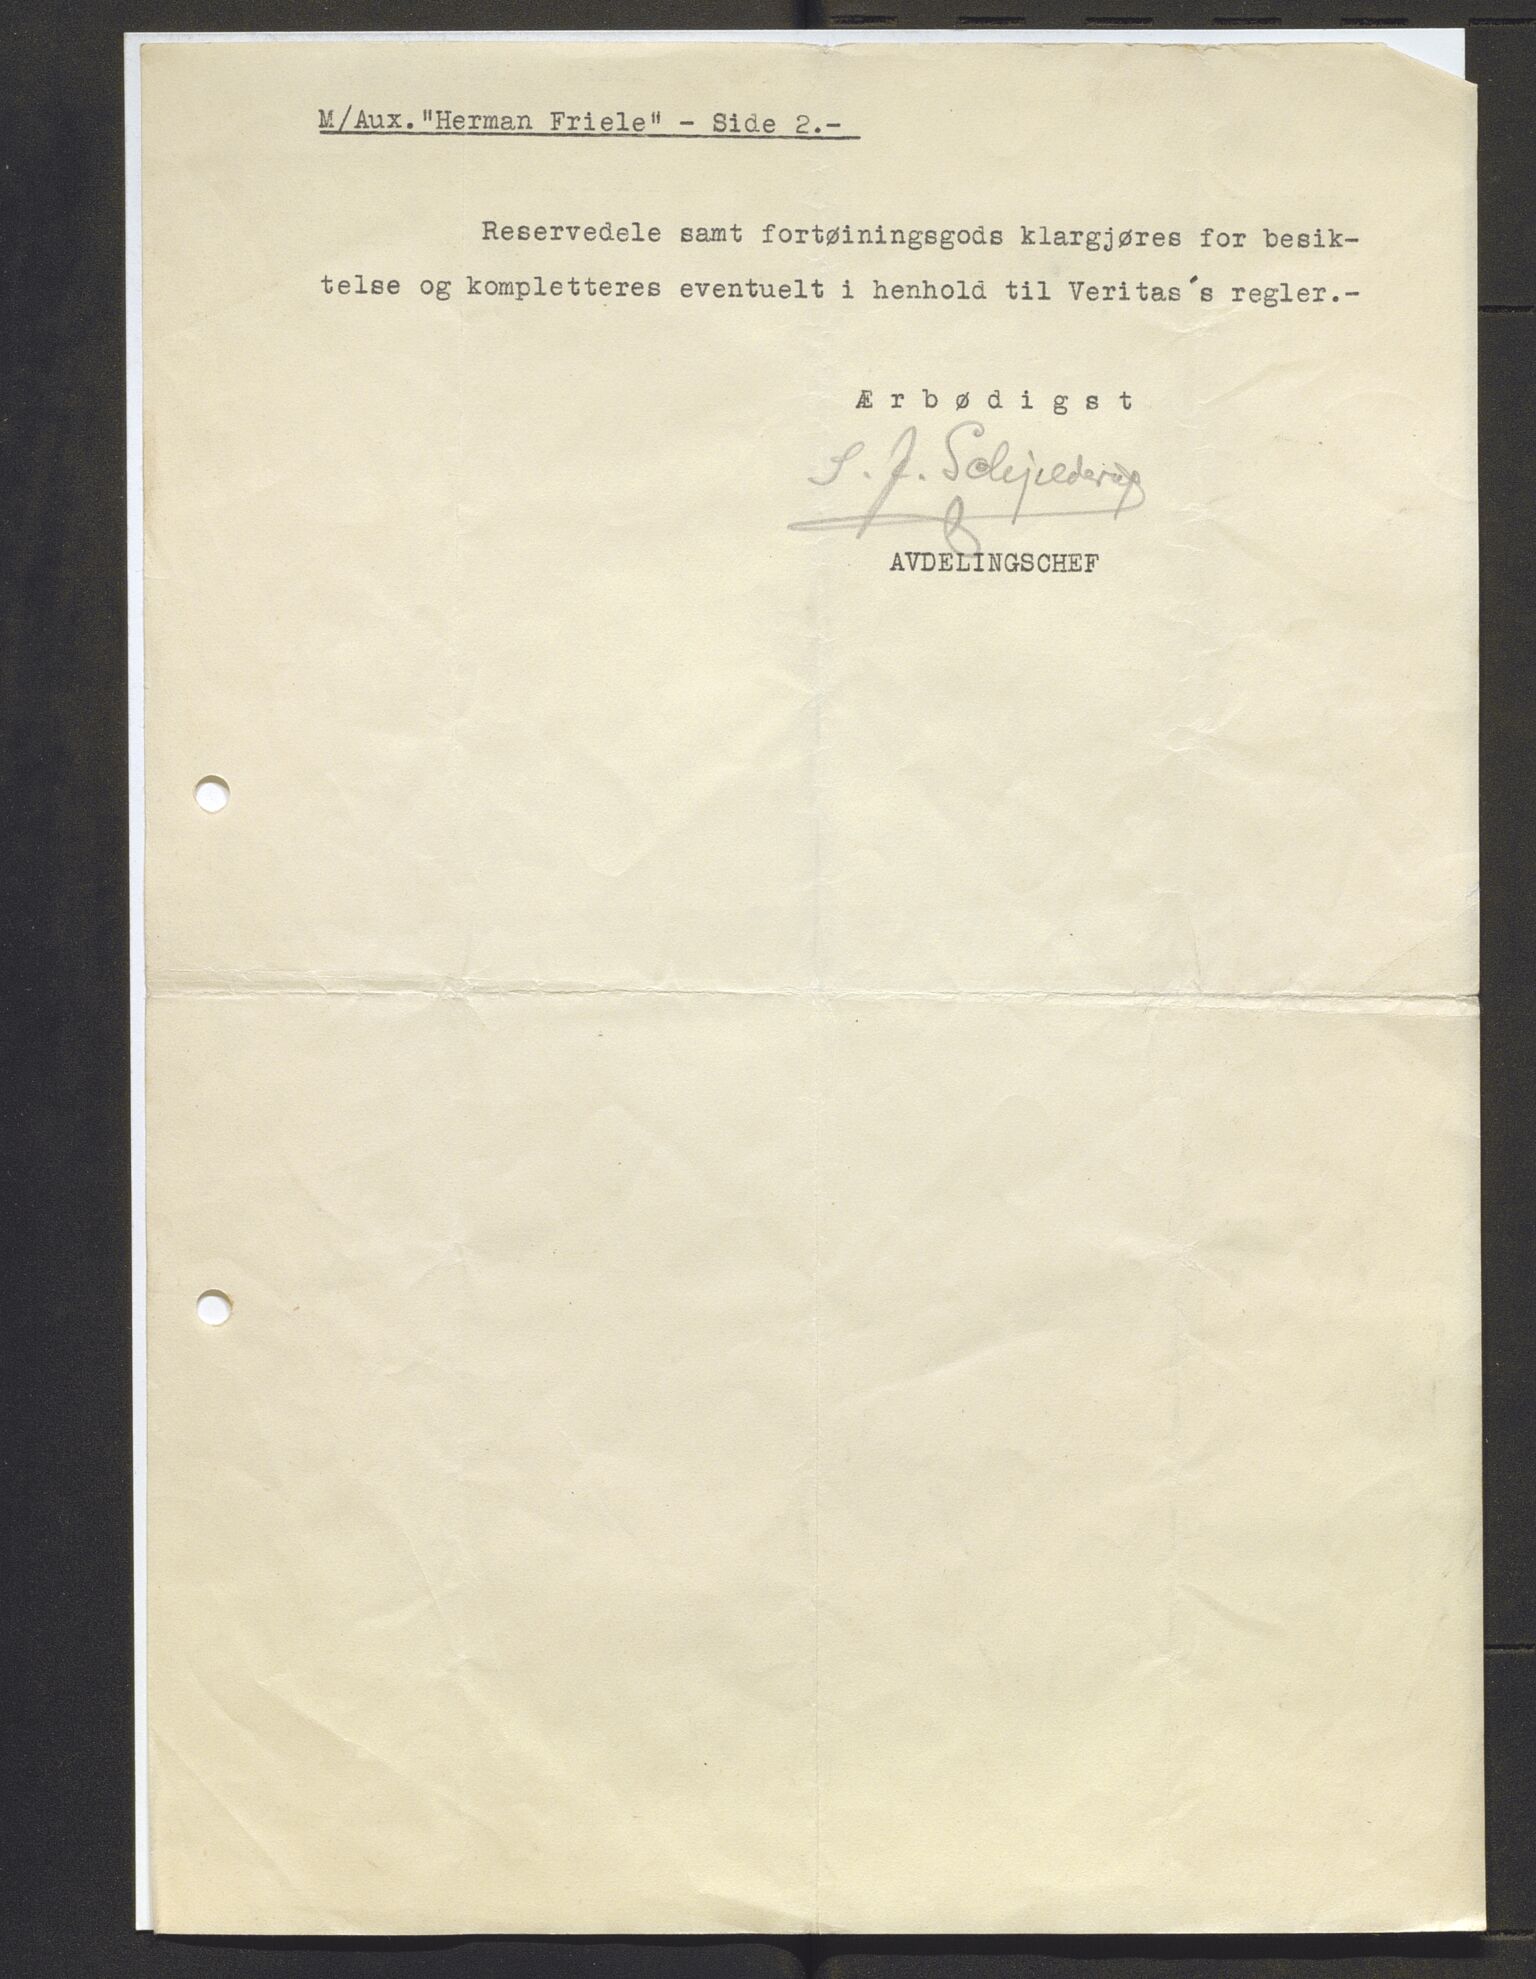 M/Aux."Herman Friele" - Side 2.-
Reservedele samt fortøiningsgods klargjøres for besik-
telse og kompletteres eventuelt i henhold til Veritas´s regler.-
Ærbødigst
S. J. Schjelderup
AVDELINGSCHEF